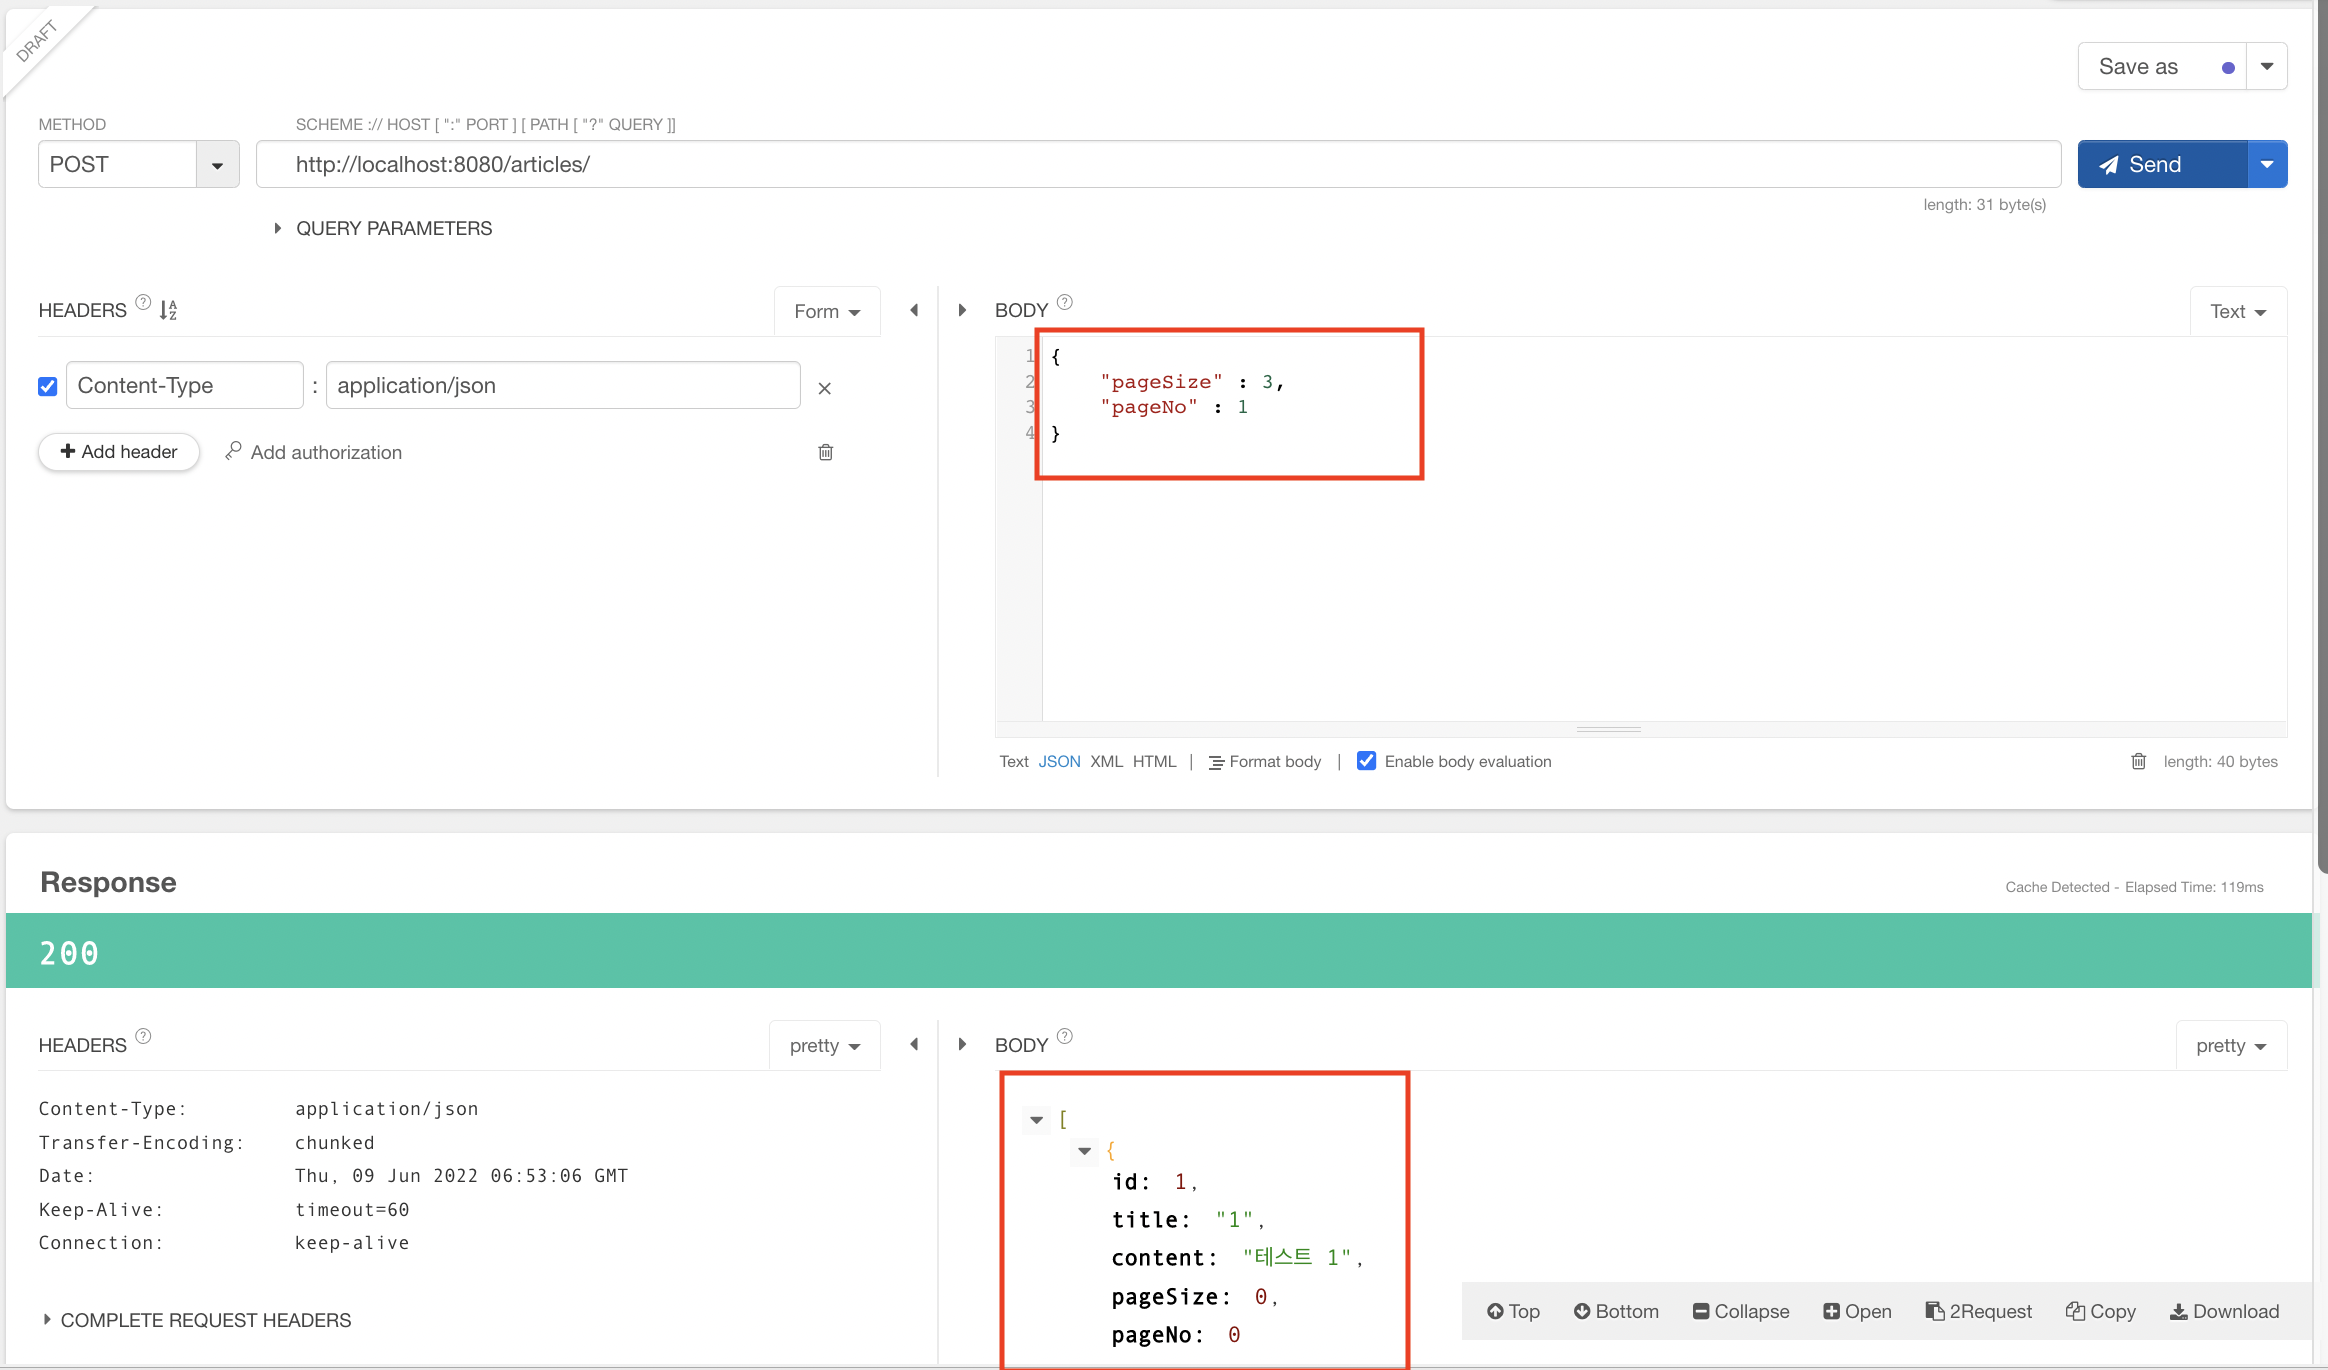 DRAFT
Save as
METHOD
SCHEME :// HOST [ ":" PORT ] [ PATH [ "?" QUERY ]]
POST
http://localhost:8080/articles/
Send
length: 31 byte(s)
QUERY PARAMETERS
HEADERS ? A Z
Form
BODY ?
Text
Content-Type : application/json ×
+ Add header Add authorization
1 {
2 "pageSize" : 3,
3 "pageNo" : 1
4 }
Text JSON XML HTML | Format body | Enable body evaluation
length: 40 bytes
Response
Cache Detected - Elapsed Time: 119ms
200
HEADERS ?
pretty
BODY ?
pretty
Content-Type: application/json
Transfer-Encoding: chunked
Date: Thu, 09 Jun 2022 06:53:06 GMT
Keep-Alive: timeout=60
Connection: keep-alive
COMPLETE REQUEST HEADERS
[
{
id: 1,
title: "1",
content: "테스트 1",
pageSize: 0,
pageNo: 0
Top Bottom Collapse Open 2Request Copy Download